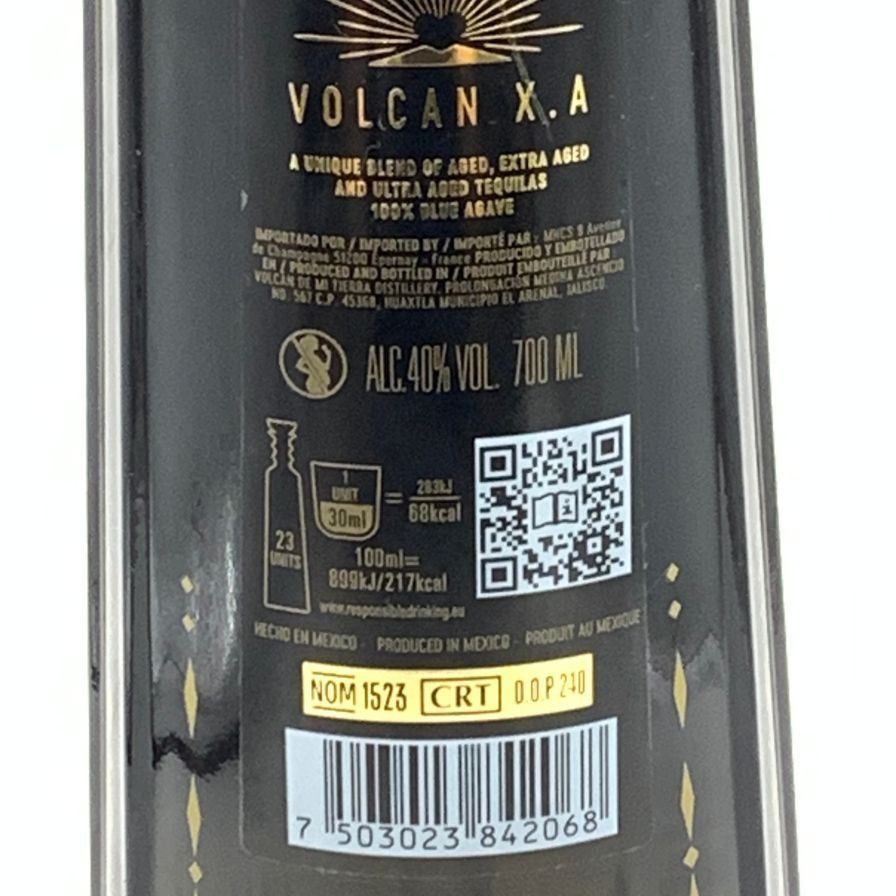 VOLCAN X.A
A UNIQUE BLEND OF AGED, EXTRA AGED
AND ULTRA AGED TEQUILAS
100% BLUE AGAVE
IMPORTADO POR / IMPORTED BY / IMPORTÉ PAR : MHCS 9 Avenue
de Champagne 51200 Épernay - France PRODUCIDO Y EMBOTELLADO
EN / PRODUCED AND BOTTLED IN / PRODUIT EMBOUTEILLÉ PAR
VOLCÁN DE MI TIERRA DISTILLERY, PROLONGACIÓN MEDINA ASCENCIO
NO. 567 C.P. 45368, HUAXTLA MUNICIPIO EL ARENAL, JALISCO
ALC.40% VOL. 700 ML
23 UNITS
1 UNIT
30ml
=
283kJ
68kcal
100ml=
899kJ/217kcal
www.responsibledrinking.eu
HECHO EN MÉXICO - PRODUCED IN MEXICO - PRODUIT AU MEXIQUE
NOM 1523 CRT D.O.P 240
7 503023 842068